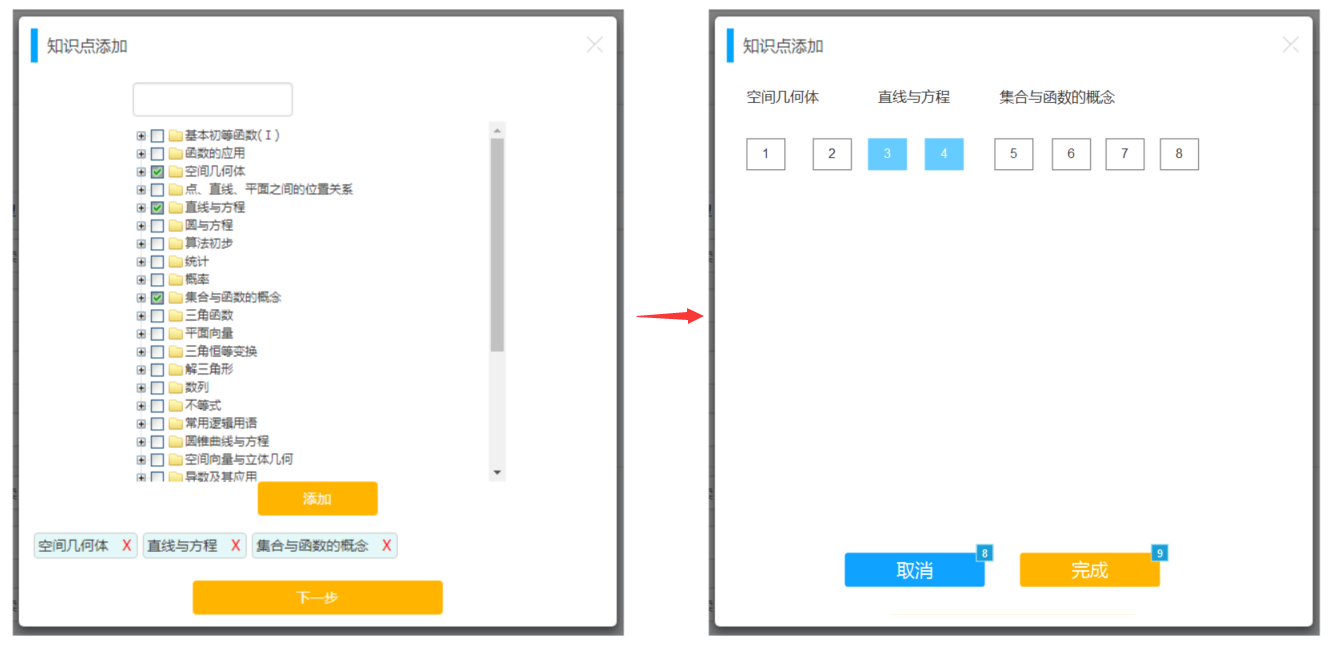 知识点添加
基本初等函数(Ⅰ)
函数的应用
空间几何体
点、直线、平面之间的位置关系
直线与方程
圆与方程
算法初步
统计
概率
集合与函数的概念
三角函数
平面向量
三角恒等变换
解三角形
数列
不等式
常用逻辑用语
圆锥曲线与方程
空间向量与立体几何
导数及其应用
添加
空间几何体 X 直线与方程 X 集合与函数的概念 X
下一步
知识点添加
空间几何体 直线与方程 集合与函数的概念
1 2 3 4 5 6 7 8
取消 8 完成 9